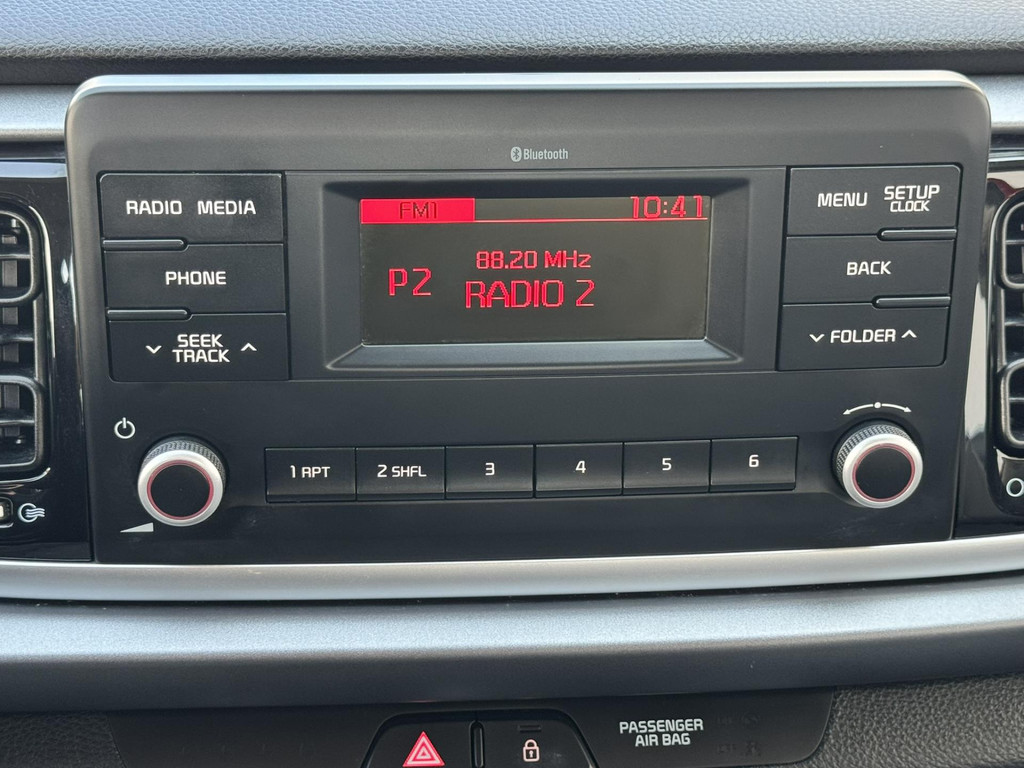 Bluetooth
RADIO MEDIA
PHONE
SEEK
TRACK
FM1 10:41
88.20 MHz
P2 RADIO 2
MENU SETUP
CLOCK
BACK
FOLDER
1 APT 2 SHFL 3 4 5 6
PASSENGER
AIR BAG